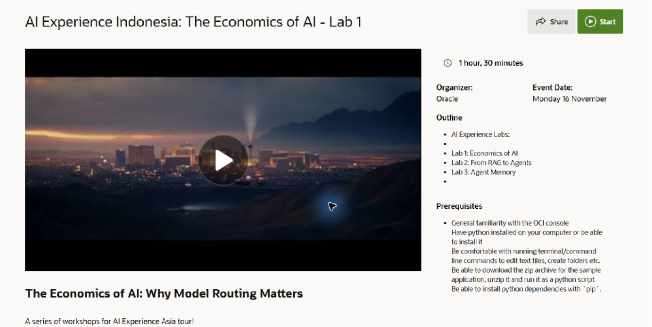 AI Experience Indonesia: The Economics of AI - Lab 1
Share
Start
1 hour, 30 minutes
Organizer:
Oracle
Event Date:
Monday 16 November
Outline
AI Experience Labs:
Lab 1: Economics of AI
Lab 2: From RAG to Agents
Lab 3: Agent Memory
Prerequisites
General familiarity with the OCI console
Have python installed on your computer or be able
to install it
Be comfortable with running terminal/command
line commands to edit text files, create folders etc.
Be able to download the zip archive for the sample
application, unzip it and run it as a python script
Be able to install python dependencies with `pip`.
The Economics of AI: Why Model Routing Matters
A series of workshops for AI Experience Asia tour!